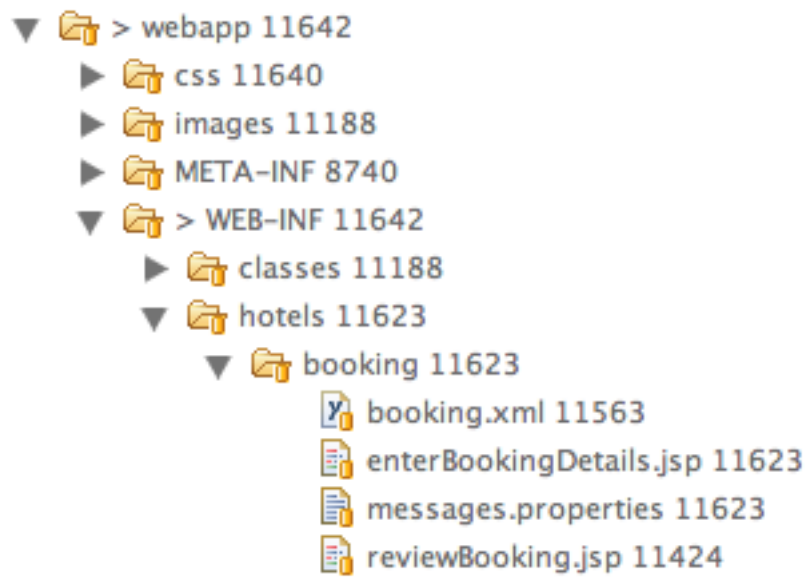 > webapp 11642
css 11640
images 11188
META-INF 8740
> WEB-INF 11642
classes 11188
hotels 11623
booking 11623
booking.xml 11563
enterBookingDetails.jsp 11623
messages.properties 11623
reviewBooking.jsp 11424